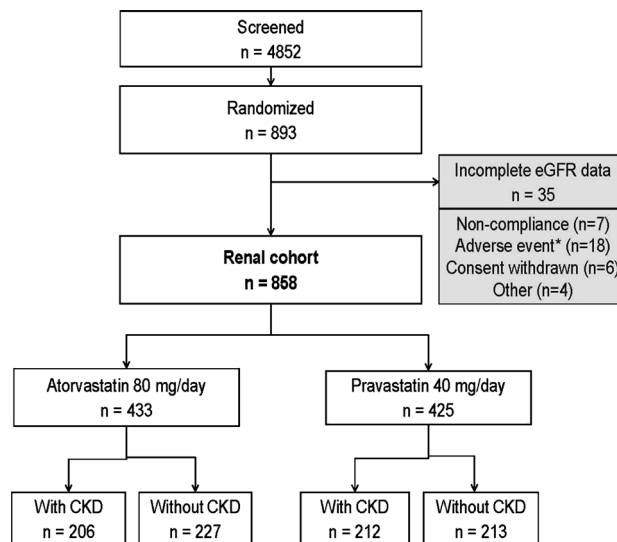 Screened
n = 4852
Randomized
n = 893
Incomplete eGFR data
n = 35
Non-compliance (n=7)
Adverse event* (n=18)
Consent withdrawn (n=6)
Other (n=4)
Renal cohort
n = 858
Atorvastatin 80 mg/day
n = 433
Pravastatin 40 mg/day
n = 425
With CKD
n = 206
Without CKD
n = 227
With CKD
n = 212
Without CKD
n = 213